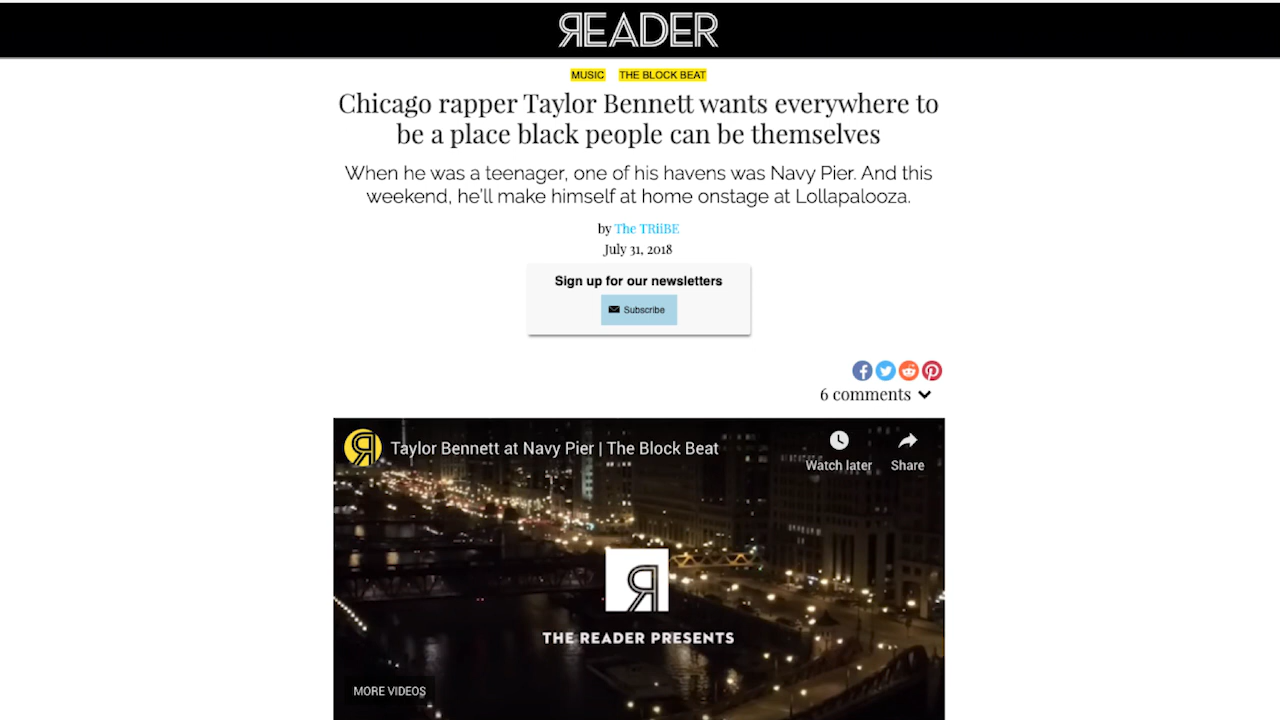 READER
MUSIC THE BLOCK BEAT
Chicago rapper Taylor Bennett wants everywhere to
be a place black people can be themselves
When he was a teenager, one of his havens was Navy Pier. And this
weekend, he'll make himself at home onstage at Lollapalooza.
by The TRiiBE
July 31, 2018
Sign up for our newsletters
Subscribe
6 comments
R
Taylor Bennett at Navy Pier | The Block Beat
Watch later
Share
R
THE READER PRESENTS
MORE VIDEOS